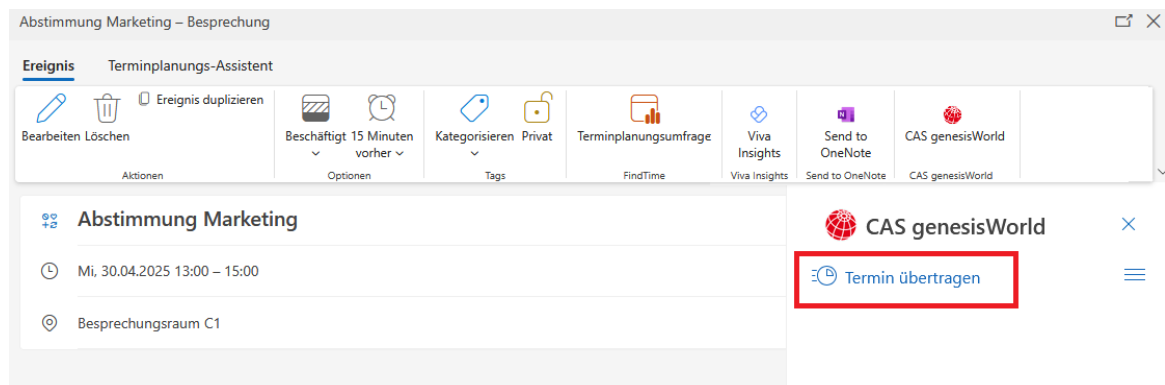 Abstimmung Marketing – Besprechung
Ereignis Terminplanungs-Assistent
Bearbeiten Löschen Ereignis duplizieren
Beschäftigt 15 Minuten vorher
Kategorisieren Privat
Terminplanungsumfrage
Viva Insights
Send to OneNote
CAS genesisWorld
Aktionen Optionen Tags FindTime Viva Insights Send to OneNote CAS genesisWorld
Abstimmung Marketing
CAS genesisWorld
Mi, 30.04.2025 13:00 – 15:00
Termin übertragen
Besprechungsraum C1